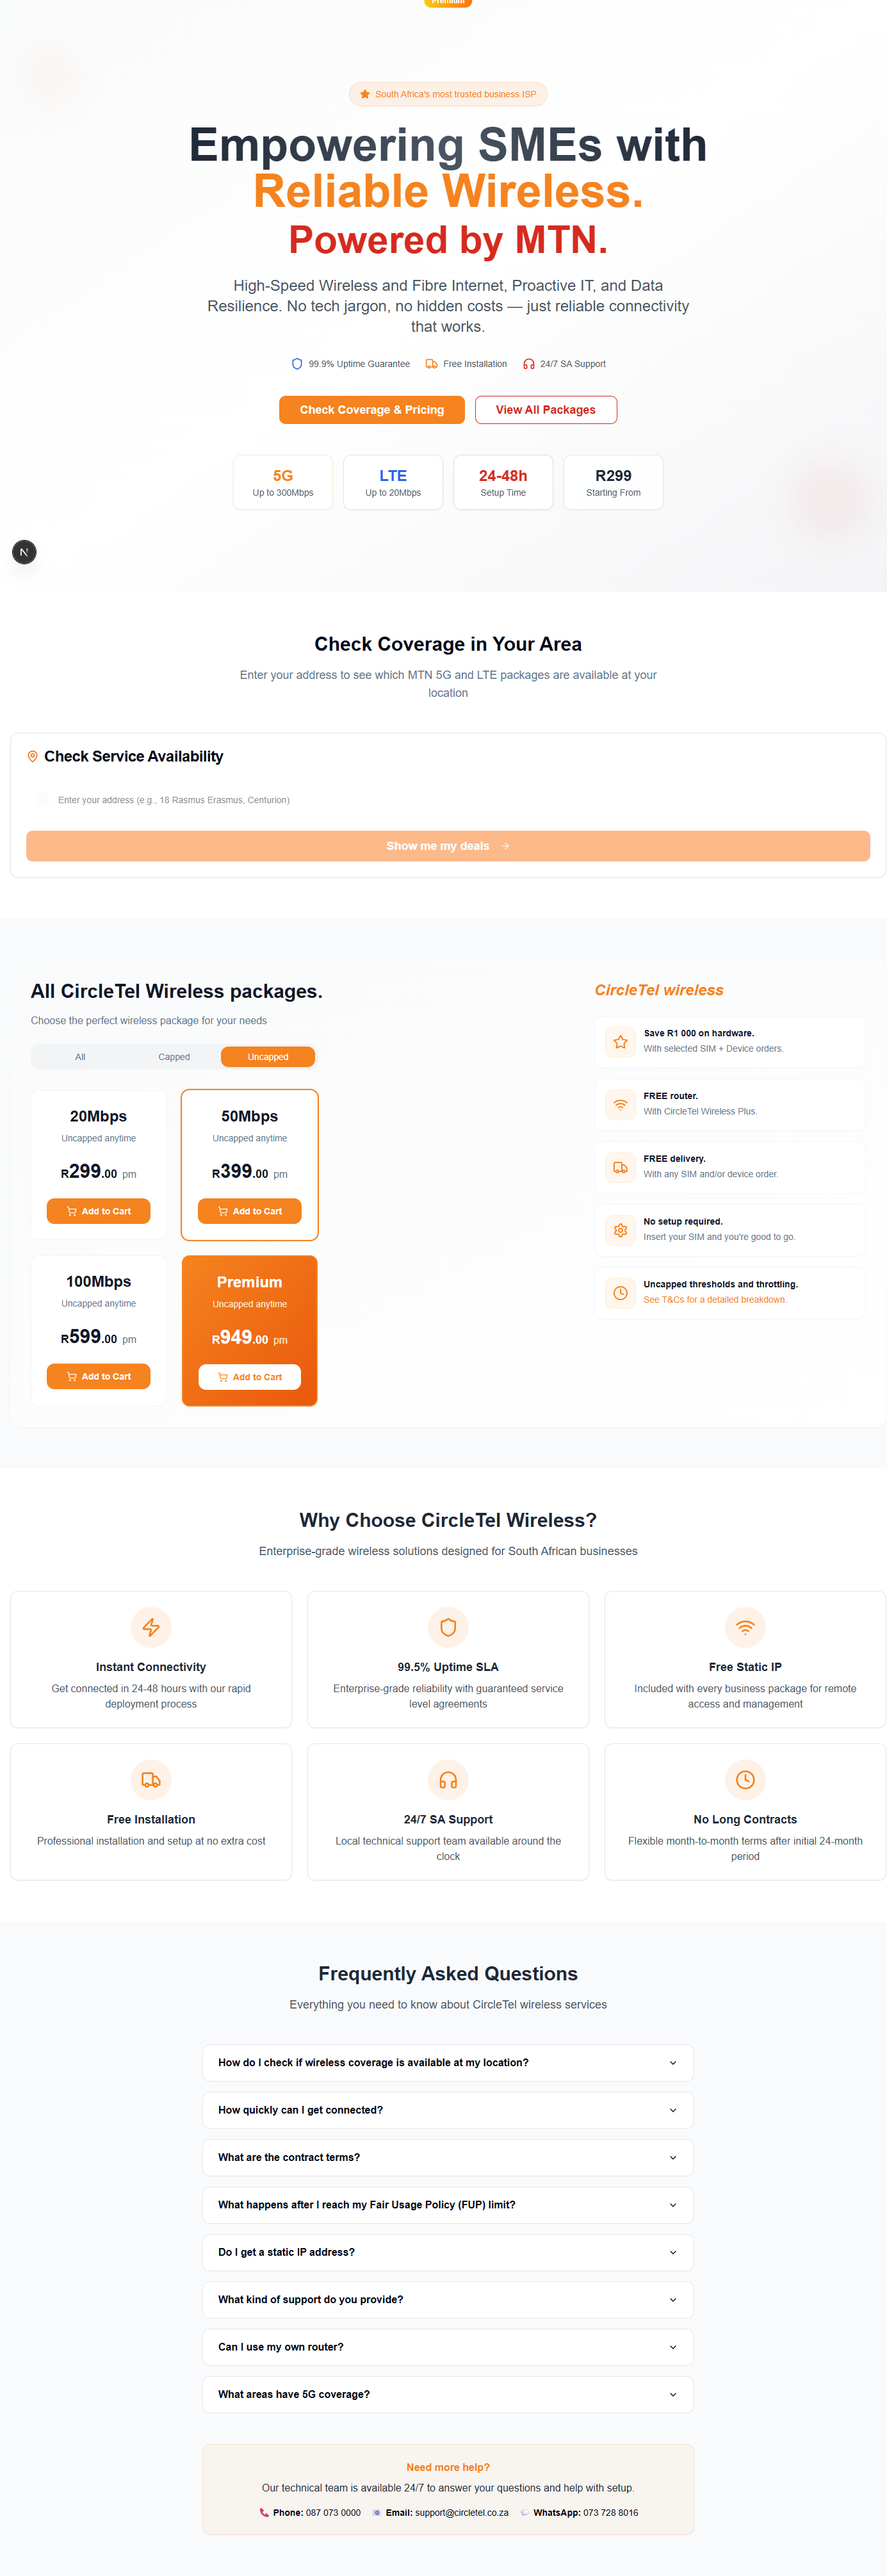 Premium
South Africa's most trusted business ISP
Empowering SMEs with
Reliable Wireless.
Powered by MTN.
High-Speed Wireless and Fibre Internet, Proactive IT, and Data
Resilience. No tech jargon, no hidden costs — just reliable connectivity
that works.
99.9% Uptime Guarantee
Free Installation
24/7 SA Support
Check Coverage & Pricing
View All Packages
5G
Up to 300Mbps
LTE
Up to 20Mbps
24-48h
Setup Time
R299
Starting From
N
Check Coverage in Your Area
Enter your address to see which MTN 5G and LTE packages are available at your
location
Check Service Availability
Enter your address (e.g., 18 Rasmus Erasmus, Centurion)
Show me my deals
All CircleTel Wireless packages.
Choose the perfect wireless package for your needs
All
Capped
Uncapped
20Mbps
Uncapped anytime
R299.00 pm
Add to Cart
50Mbps
Uncapped anytime
R399.00 pm
Add to Cart
100Mbps
Uncapped anytime
R599.00 pm
Add to Cart
Premium
Uncapped anytime
R949.00 pm
Add to Cart
CircleTel wireless
Save R1 000 on hardware.
With selected SIM + Device orders.
FREE router.
With CircleTel Wireless Plus.
FREE delivery.
With any SIM and/or device order.
No setup required.
Insert your SIM and you're good to go.
Uncapped thresholds and throttling.
See T&Cs for a detailed breakdown.
Why Choose CircleTel Wireless?
Enterprise-grade wireless solutions designed for South African businesses
Instant Connectivity
Get connected in 24-48 hours with our rapid
deployment process
99.5% Uptime SLA
Enterprise-grade reliability with guaranteed service
level agreements
Free Static IP
Included with every business package for remote
access and management
Free Installation
Professional installation and setup at no extra cost
24/7 SA Support
Local technical support team available around the
clock
No Long Contracts
Flexible month-to-month terms after initial 24-month
period
Frequently Asked Questions
Everything you need to know about CircleTel wireless services
How do I check if wireless coverage is available at my location?
How quickly can I get connected?
What are the contract terms?
What happens after I reach my Fair Usage Policy (FUP) limit?
Do I get a static IP address?
What kind of support do you provide?
Can I use my own router?
What areas have 5G coverage?
Need more help?
Our technical team is available 24/7 to answer your questions and help with setup.
Phone: 087 073 0000
Email: support@circletel.co.za
WhatsApp: 073 728 8016